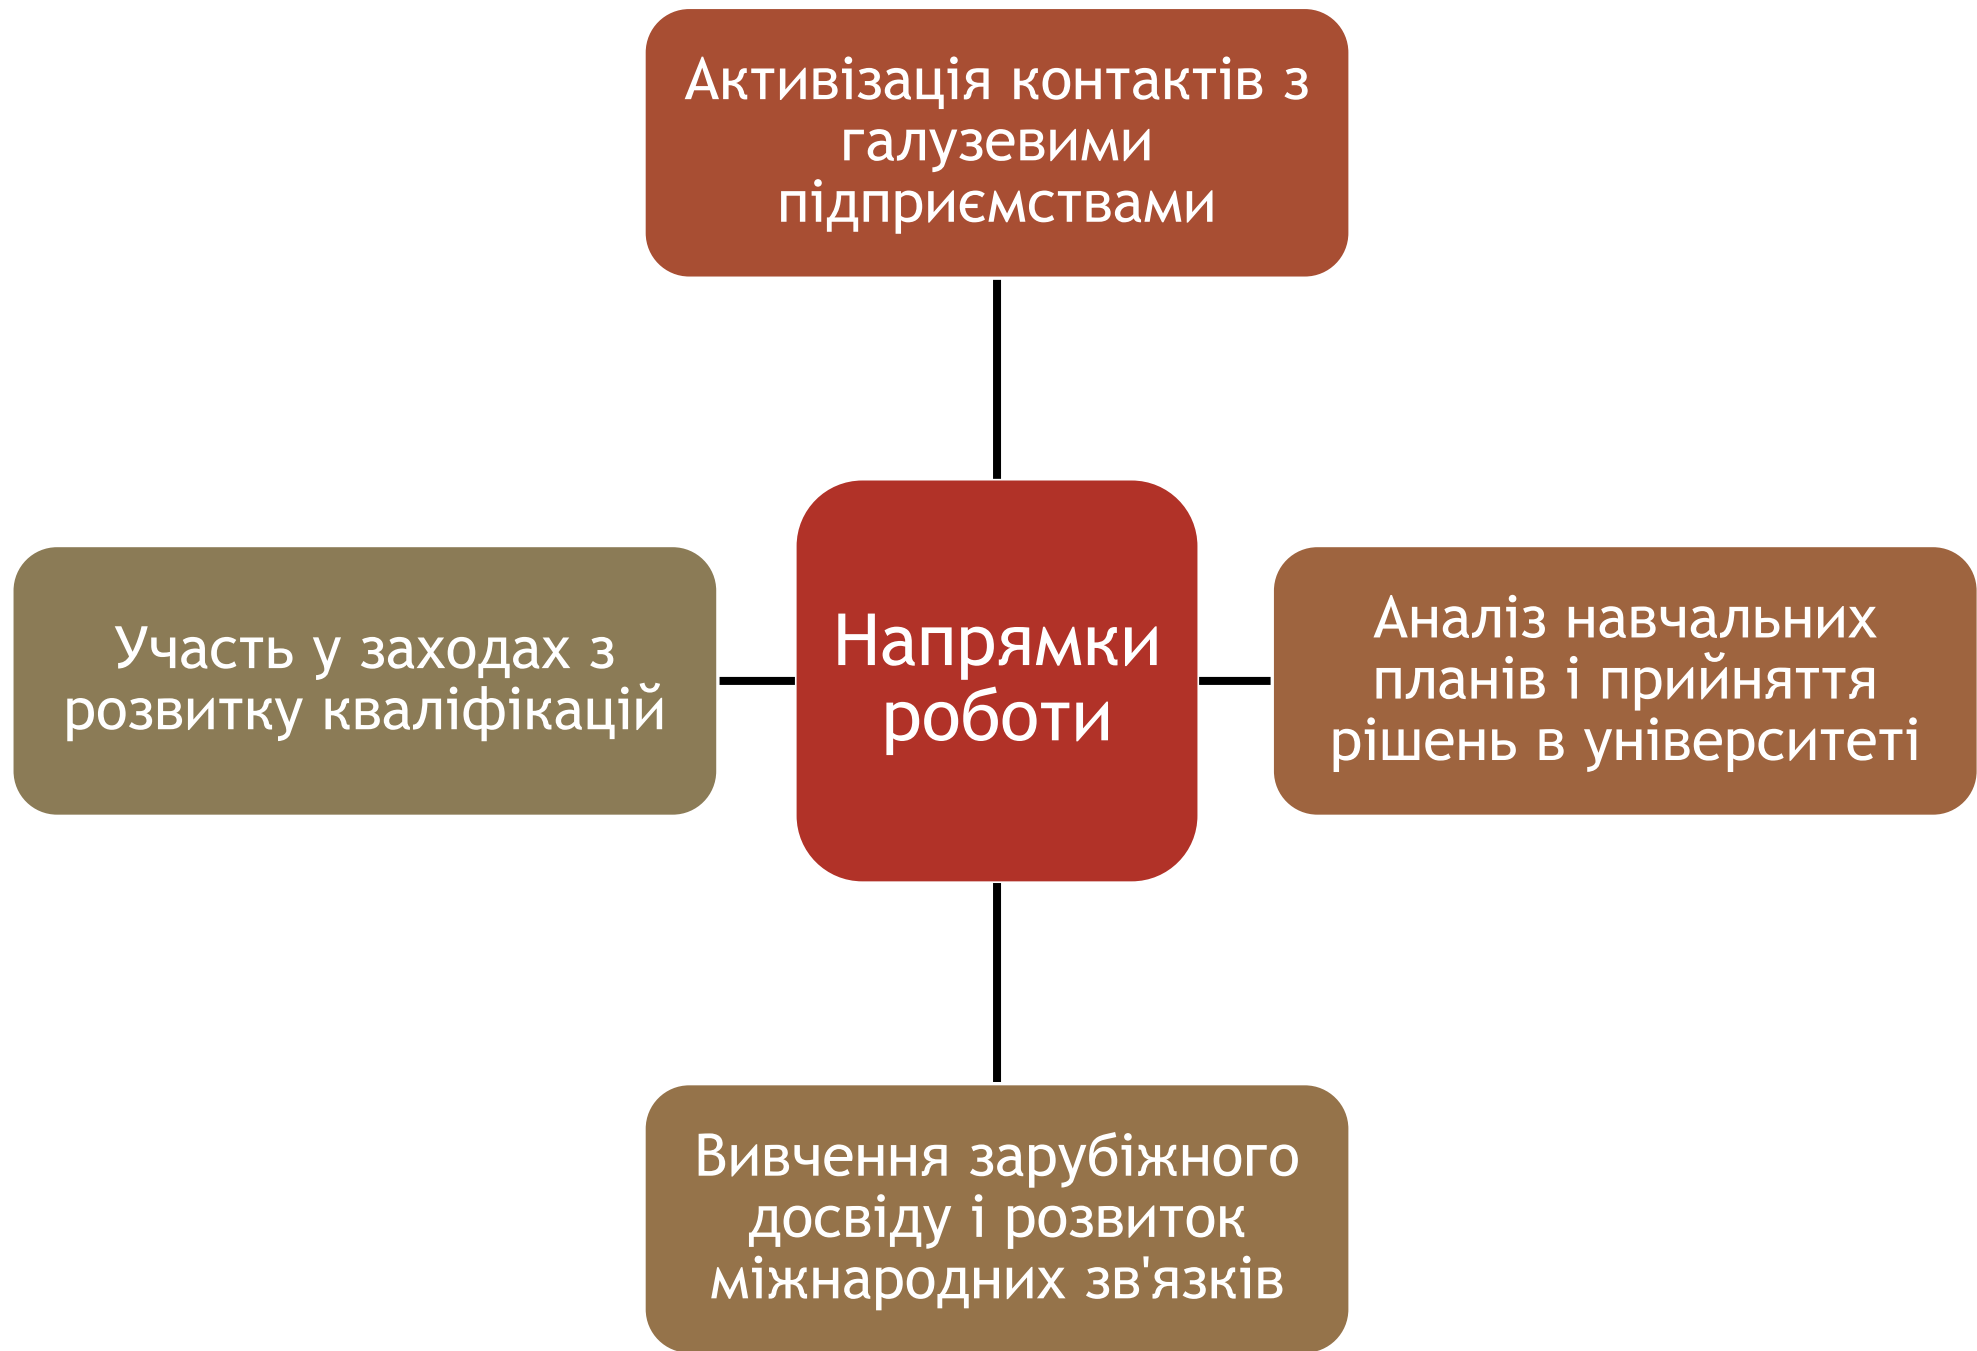 Активізація контактів з
галузевими
підприємствами
Участь у заходах з
розвитку кваліфікацій
Напрямки
роботи
Аналіз навчальних
планів і прийняття
рішень в університеті
Вивчення зарубіжного
досвіду і розвиток
міжнародних зв'язків